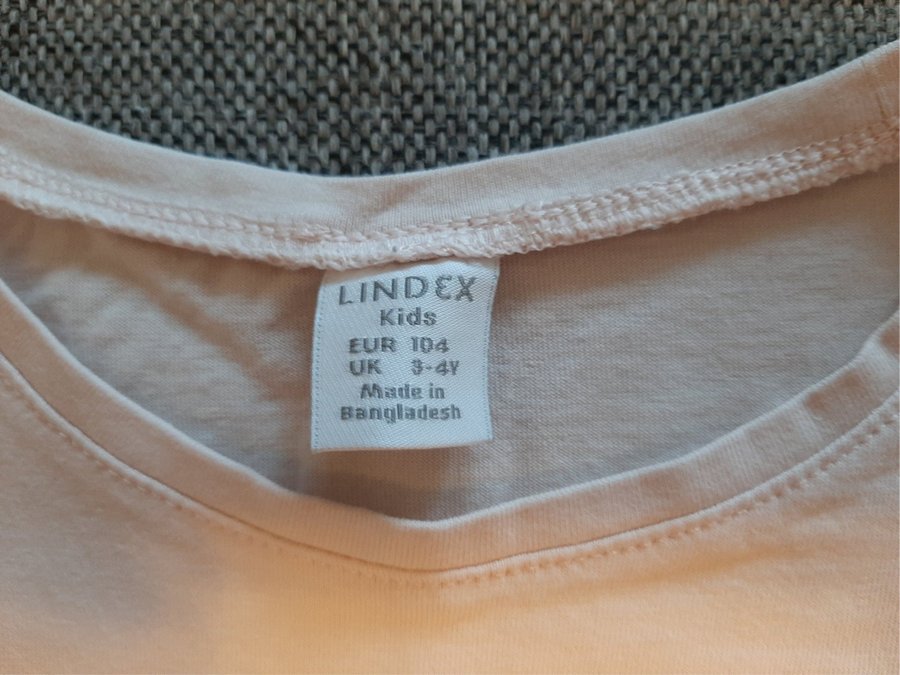 LINDEX
Kids
EUR 104
UK 3-4Y
Made in
Bangladesh